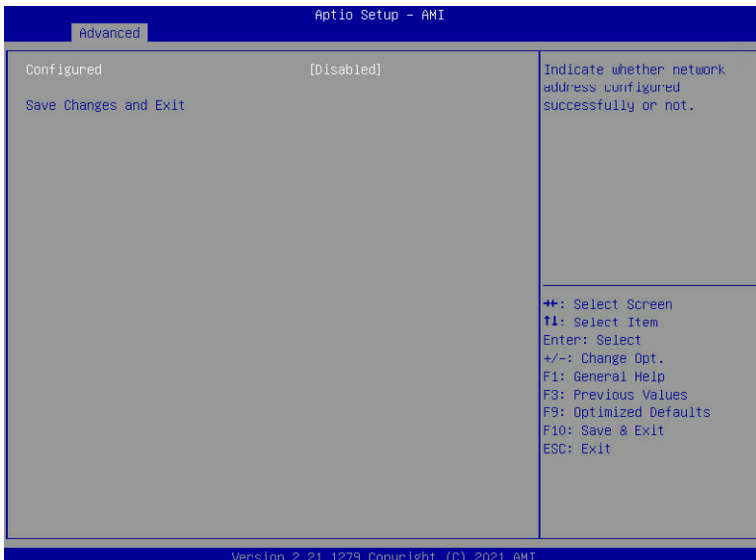 Aptio Setup – AMI
Advanced
Configured [Disabled]
Save Changes and Exit
Indicate whether network
address configured
successfully or not.
→←: Select Screen
↑↓: Select Item
Enter: Select
+/-: Change Opt.
F1: General Help
F3: Previous Values
F9: Optimized Defaults
F10: Save & Exit
ESC: Exit
Version 2.21.1279 Copyright (C) 2021 AMI